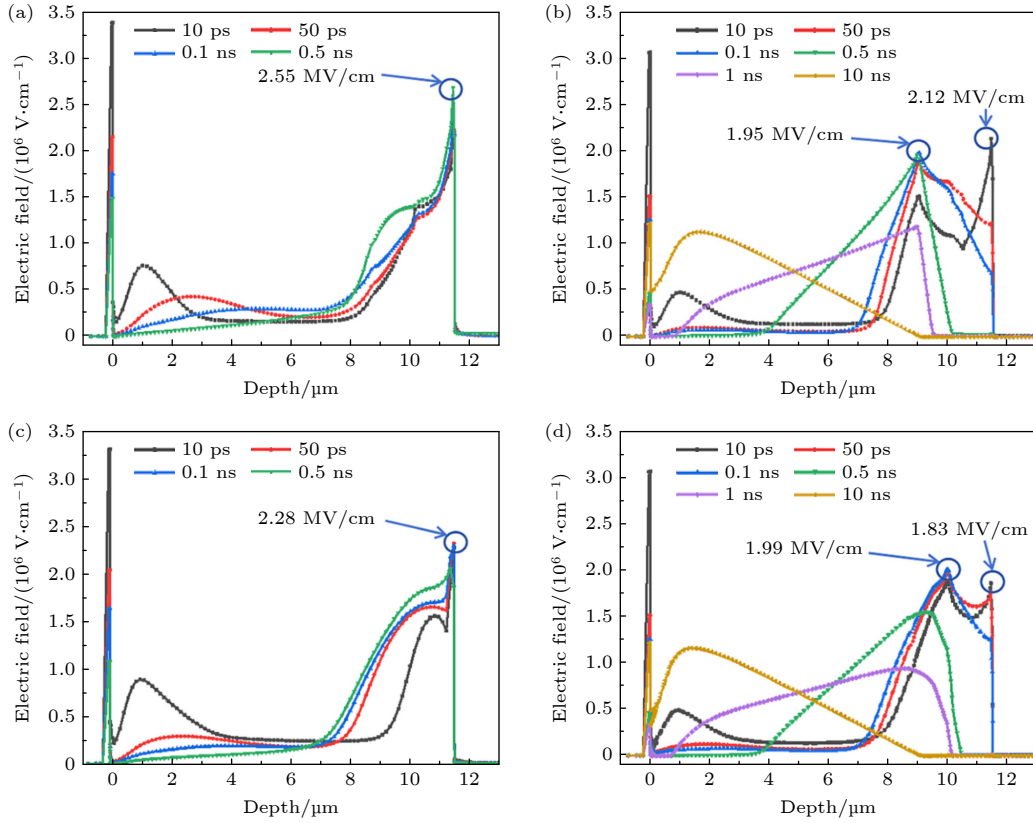 (a)
10 ps 50 ps
0.1 ns 0.5 ns
2.55 MV/cm
Electric field/(10⁶ V·cm⁻¹)
3.5
3.0
2.5
2.0
1.5
1.0
0.5
0
0 2 4 6 8 10 12
Depth/μm
(b)
10 ps 50 ps
0.1 ns 0.5 ns
1 ns 10 ns
2.12 MV/cm
1.95 MV/cm
Electric field/(10⁶ V·cm⁻¹)
3.5
3.0
2.5
2.0
1.5
1.0
0.5
0
0 2 4 6 8 10 12
Depth/μm
(c)
10 ps 50 ps
0.1 ns 0.5 ns
2.28 MV/cm
Electric field/(10⁶ V·cm⁻¹)
3.5
3.0
2.5
2.0
1.5
1.0
0.5
0
0 2 4 6 8 10 12
Depth/μm
(d)
10 ps 50 ps
0.1 ns 0.5 ns
1 ns 10 ns
1.83 MV/cm
1.99 MV/cm
Electric field/(10⁶ V·cm⁻¹)
3.5
3.0
2.5
2.0
1.5
1.0
0.5
0
0 2 4 6 8 10 12
Depth/μm